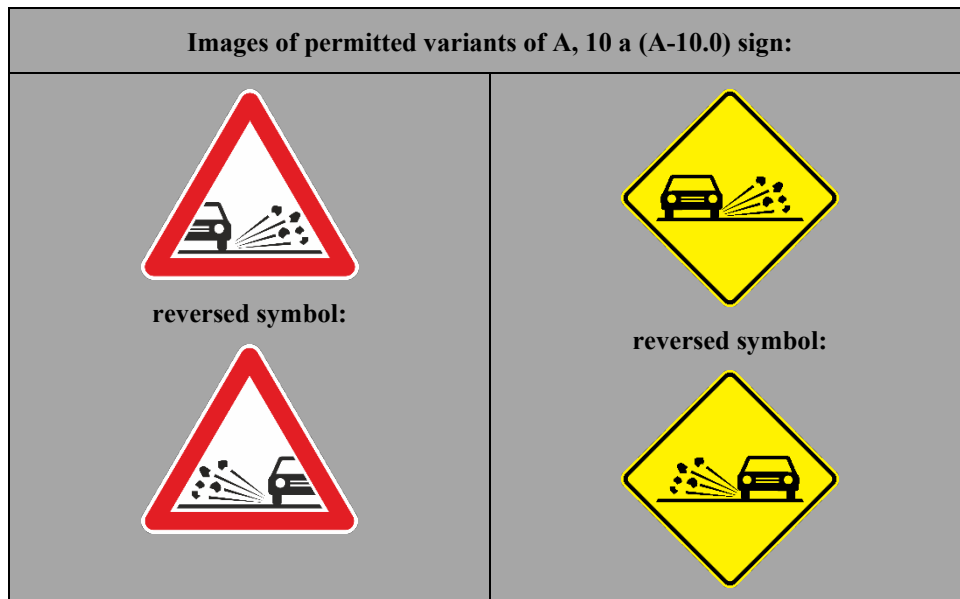 Images of permitted variants of A, 10 a (A-10.0) sign:
reversed symbol:
reversed symbol: